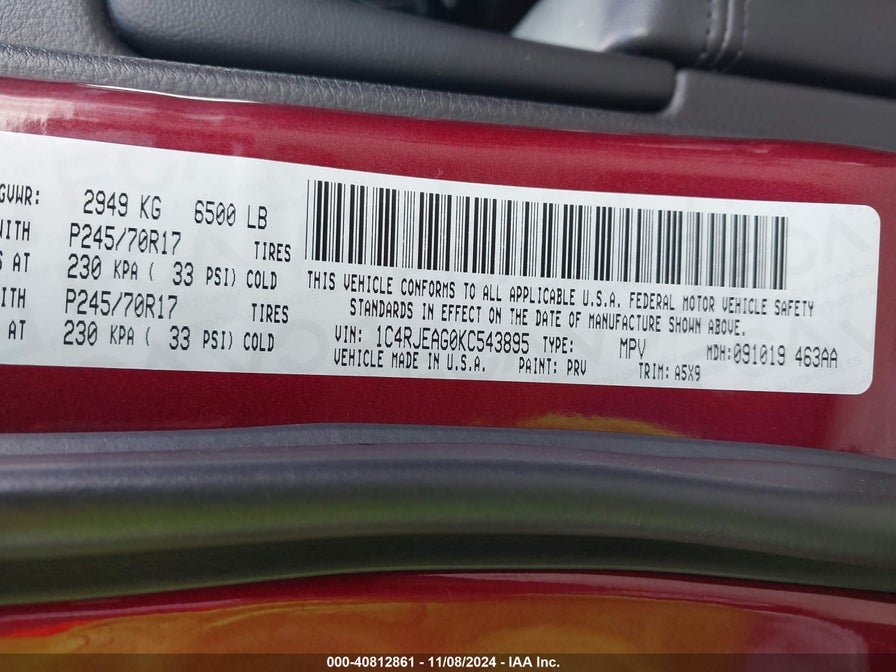 GVWR: 2949 KG 6500 LB
WITH P245/70R17 TIRES
S AT 230 KPA ( 33 PSI) COLD
WITH P245/70R17 TIRES
AT 230 KPA ( 33 PSI) COLD
THIS VEHICLE CONFORMS TO ALL APPLICABLE U.S.A. FEDERAL MOTOR VEHICLE SAFETY
STANDARDS IN EFFECT ON THE DATE OF MANUFACTURE SHOWN ABOVE.
VIN: 1C4RJEAG0KC543895 TYPE: MPV MDH:091019 463AA
VEHICLE MADE IN U.S.A. PAINT: PRV TRIM: A5X9
000-40812861 - 11/08/2024 - IAA Inc.